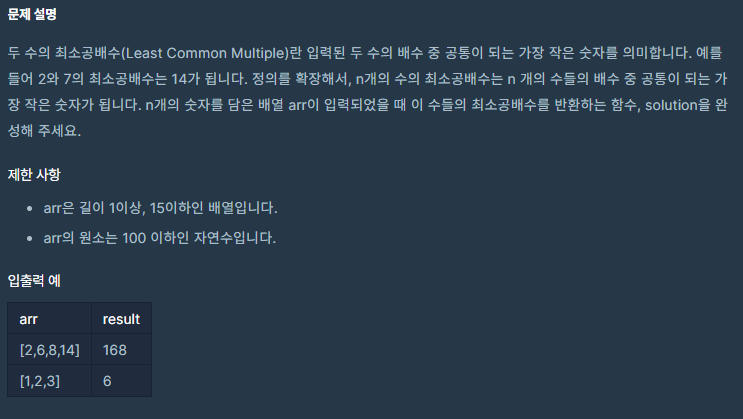 문제 설명
두 수의 최소공배수(Least Common Multiple)란 입력된 두 수의 배수 중 공통이 되는 가장 작은 숫자를 의미합니다. 예를
들어 2와 7의 최소공배수는 14가 됩니다. 정의를 확장해서, n개의 수의 최소공배수는 n 개의 수들의 배수 중 공통이 되는 가
장 작은 숫자가 됩니다. n개의 숫자를 담은 배열 arr이 입력되었을 때 이 수들의 최소공배수를 반환하는 함수, solution을 완
성해 주세요.
제한 사항
• arr은 길이 1이상, 15이하인 배열입니다.
• arr의 원소는 100 이하인 자연수입니다.
입출력 예
arr result
[2,6,8,14] 168
[1,2,3] 6